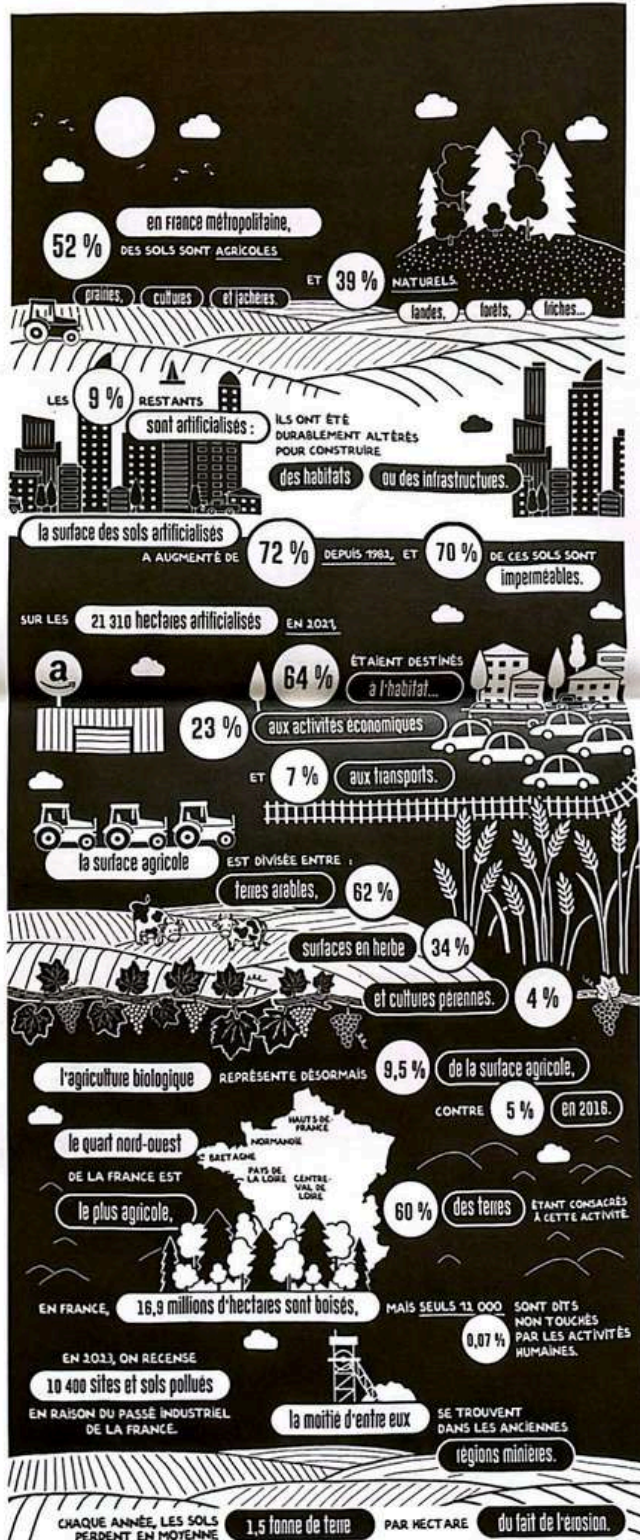 en France métropolitaine,
52 % DES SOLS SONT AGRICOLES
prairies, cultures et jachères.
ET 39 % NATURELS.
landes, forêts, friches...
LES 9 % RESTANTS
sont artificialisés :
ILS ONT ÉTÉ
DURABLEMENT ALTÉRÉS
POUR CONSTRUIRE
des habitats ou des infrastructures.
la surface des sols artificialisés
A AUGMENTÉ DE 72 % DEPUIS 1982, ET 70 % DE CES SOLS SONT
imperméables.
SUR LES 21 310 hectares artificialisés EN 2021,
a
64 % ÉTAIENT DESTINÉS
à l'habitat...
23 % aux activités économiques
ET 7 % aux transports.
la surface agricole EST DIVISÉE ENTRE :
terres arables, 62 %
surfaces en herbe 34 %
et cultures pérennes. 4 %
l'agriculture biologique REPRÉSENTE DÉSORMAIS 9,5 % de la surface agricole,
CONTRE 5 % en 2016.
HAUTS-DE-
FRANCE
NORMANDIE
BRETAGNE
PAYS DE
LA LOIRE
CENTRE-
VAL DE
LOIRE
le quart nord-ouest
DE LA FRANCE EST
le plus agricole,
60 % des terres ÉTANT CONSACRÉS
À CETTE ACTIVITÉ.
EN FRANCE, 16,9 millions d'hectares sont boisés, MAIS SEULS 12 000
0,07 %
SONT DITS
NON TOUCHÉS
PAR LES ACTIVITÉS
HUMAINES.
EN 2023, ON RECENSE
10 400 sites et sols pollués
EN RAISON DU PASSÉ INDUSTRIEL
DE LA FRANCE.
la moitié d'entre eux SE TROUVENT
DANS LES ANCIENNES
régions minières.
CHAQUE ANNÉE, LES SOLS
PERDENT EN MOYENNE 1,5 tonne de terre PAR HECTARE du fait de l'érosion.